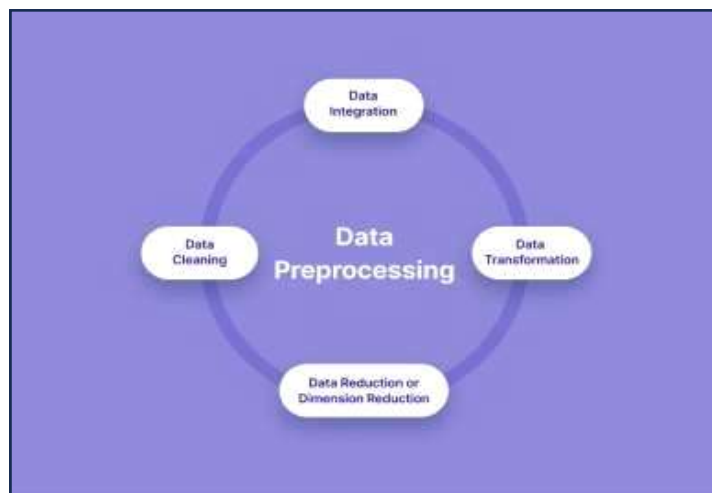 Data
Integration
Data
Cleaning
Data
Preprocessing
Data
Transformation
Data Reduction or
Dimension Reduction